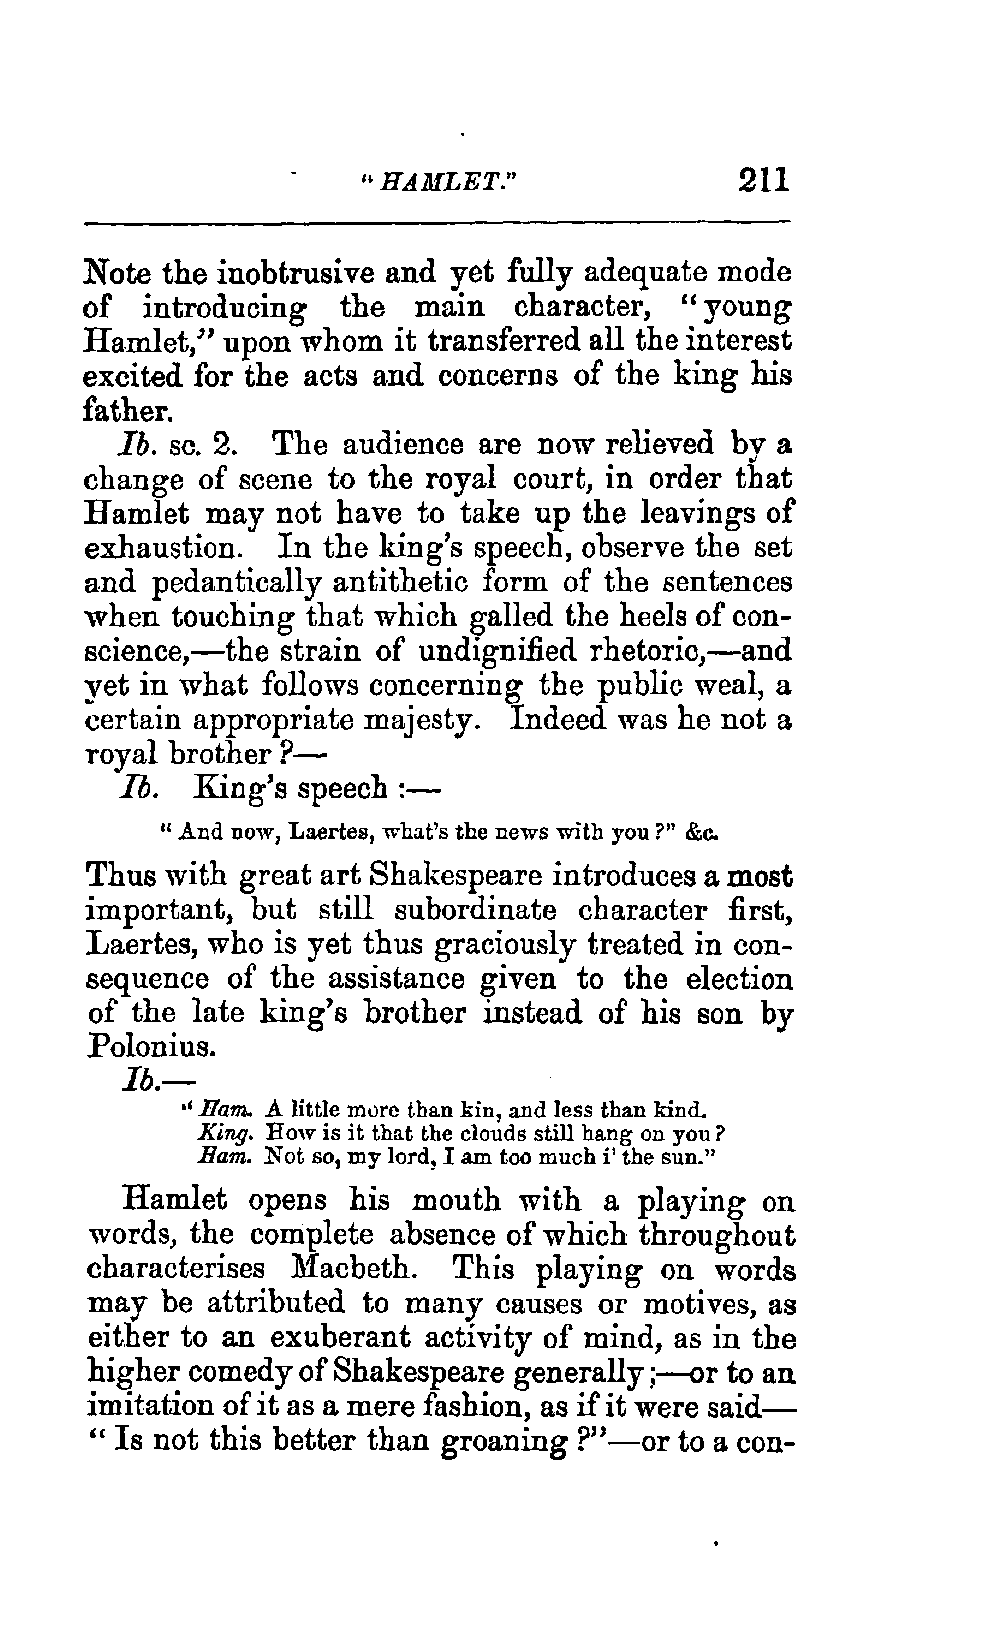 "HAMLET." 211
Note the inobtrusive and yet fully adequate mode
of introducing the main character, "young
Hamlet," upon whom it transferred all the interest
excited for the acts and concerns of the king his
father.
Ib. sc. 2. The audience are now relieved by a
change of scene to the royal court, in order that
Hamlet may not have to take up the leavings of
exhaustion. In the king's speech, observe the set
and pedantically antithetic form of the sentences
when touching that which galled the heels of con-
science,—the strain of undignified rhetoric,—and
yet in what follows concerning the public weal, a
certain appropriate majesty. Indeed was he not a
royal brother?—
Ib. King's speech:—
"And now, Laertes, what's the news with you?" &c.
Thus with great art Shakespeare introduces a most
important, but still subordinate character first,
Laertes, who is yet thus graciously treated in con-
sequence of the assistance given to the election
of the late king's brother instead of his son by
Polonius.
Ib.—
"Ham. A little more than kin, and less than kind.
King. How is it that the clouds still hang on you?
Ham. Not so, my lord, I am too much i' the sun."
Hamlet opens his mouth with a playing on
words, the complete absence of which throughout
characterises Macbeth. This playing on words
may be attributed to many causes or motives, as
either to an exuberant activity of mind, as in the
higher comedy of Shakespeare generally;—or to an
imitation of it as a mere fashion, as if it were said—
"Is not this better than groaning?"—or to a con-